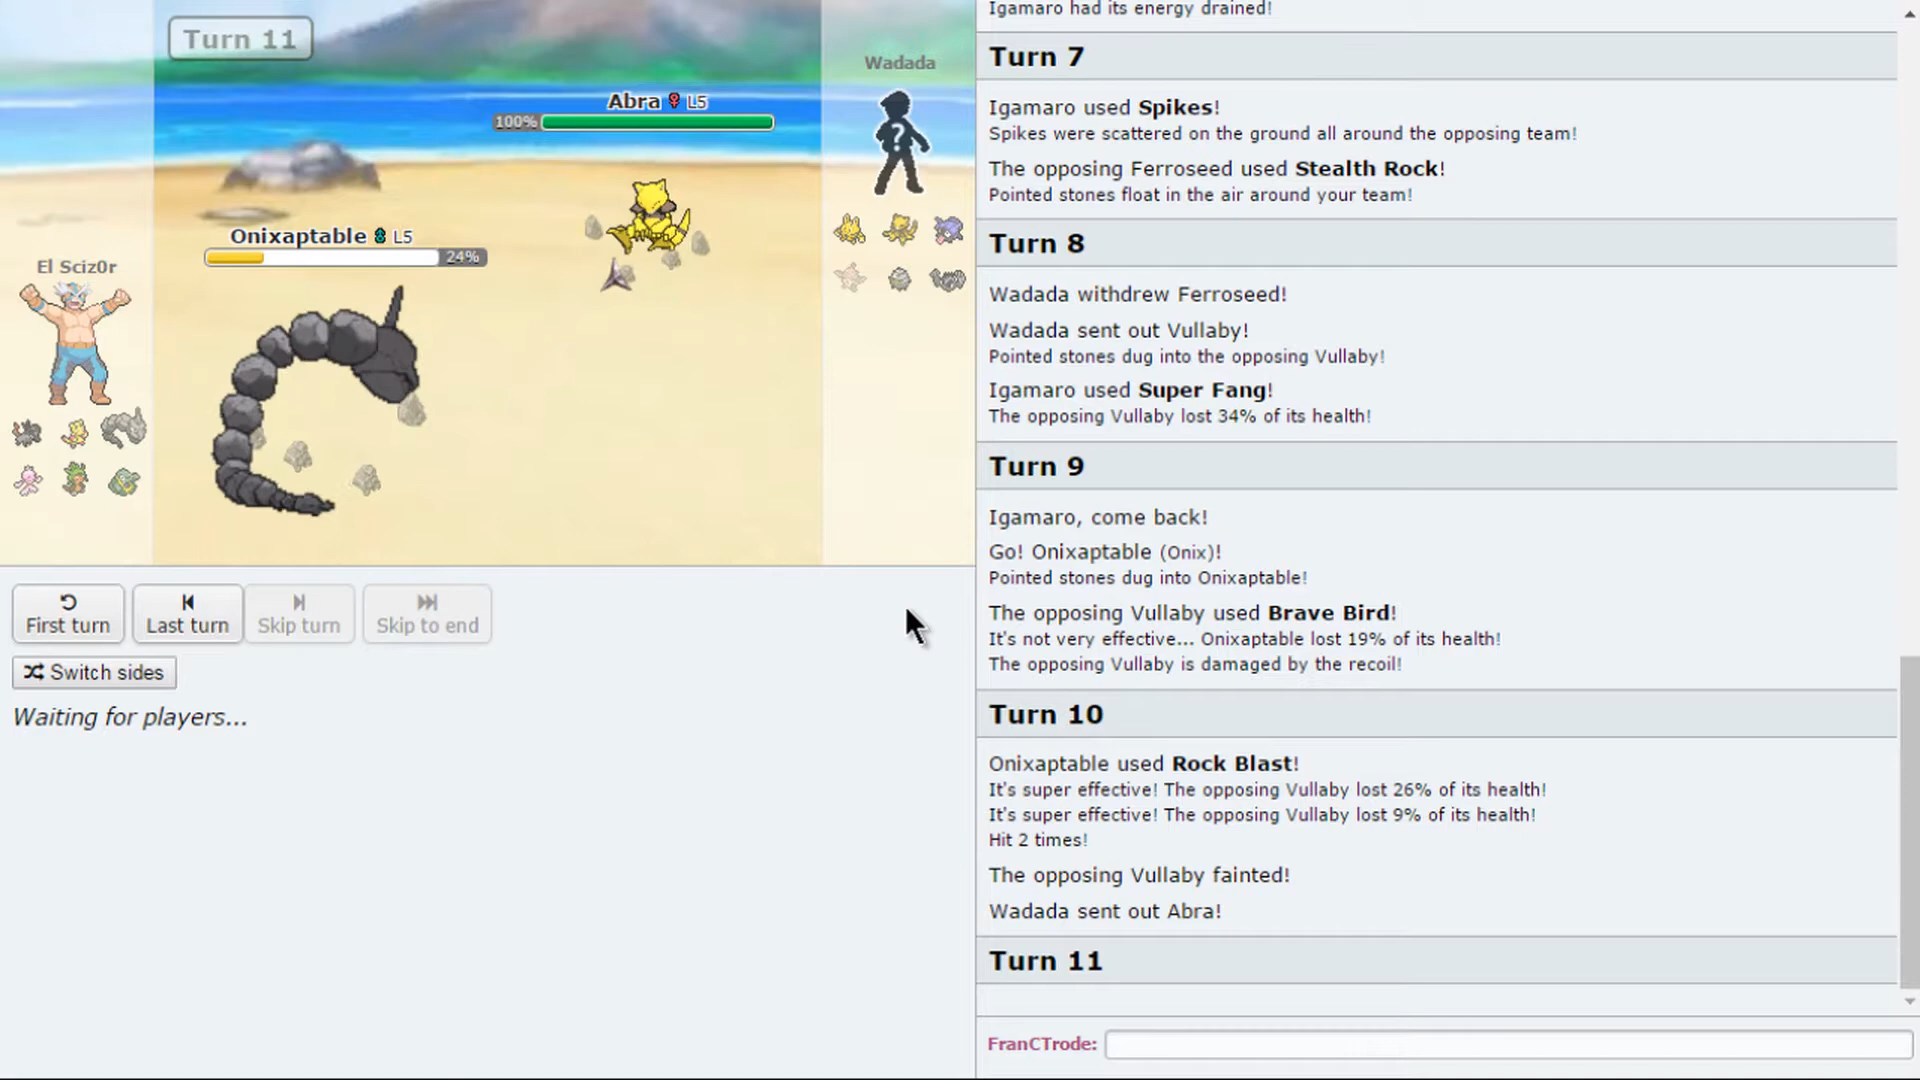 Turn 11
Wadada
Abra ♀ L5
100%
Onixaptable L5
24%
El Sciz0r
?
First turn
Last turn
Skip turn
Skip to end
Switch sides
Waiting for players...
Igamaro had its energy drained!
Turn 7
Igamaro used Spikes!
Spikes were scattered on the ground all around the opposing team!
The opposing Ferroseed used Stealth Rock!
Pointed stones float in the air around your team!
Turn 8
Wadada withdrew Ferroseed!
Wadada sent out Vullaby!
Pointed stones dug into the opposing Vullaby!
Igamaro used Super Fang!
The opposing Vullaby lost 34% of its health!
Turn 9
Igamaro, come back!
Go! Onixaptable (Onix)!
Pointed stones dug into Onixaptable!
The opposing Vullaby used Brave Bird!
It's not very effective... Onixaptable lost 19% of its health!
The opposing Vullaby is damaged by the recoil!
Turn 10
Onixaptable used Rock Blast!
It's super effective! The opposing Vullaby lost 26% of its health!
It's super effective! The opposing Vullaby lost 9% of its health!
Hit 2 times!
The opposing Vullaby fainted!
Wadada sent out Abra!
Turn 11
FranCTrode: